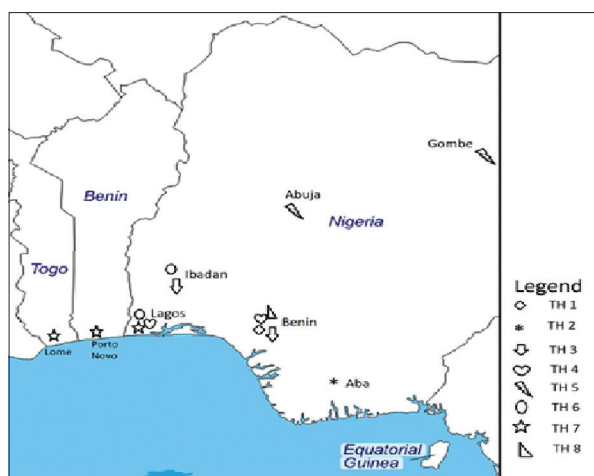 Gombe
Abuja
Benin
Nigeria
Togo
Ibadan
Lagos
Benin
Lome
Porto
Novo
Aba
Equatorial
Guinea
Legend
TH 1
TH 2
TH 3
TH 4
TH 5
TH 6
TH 7
TH 8